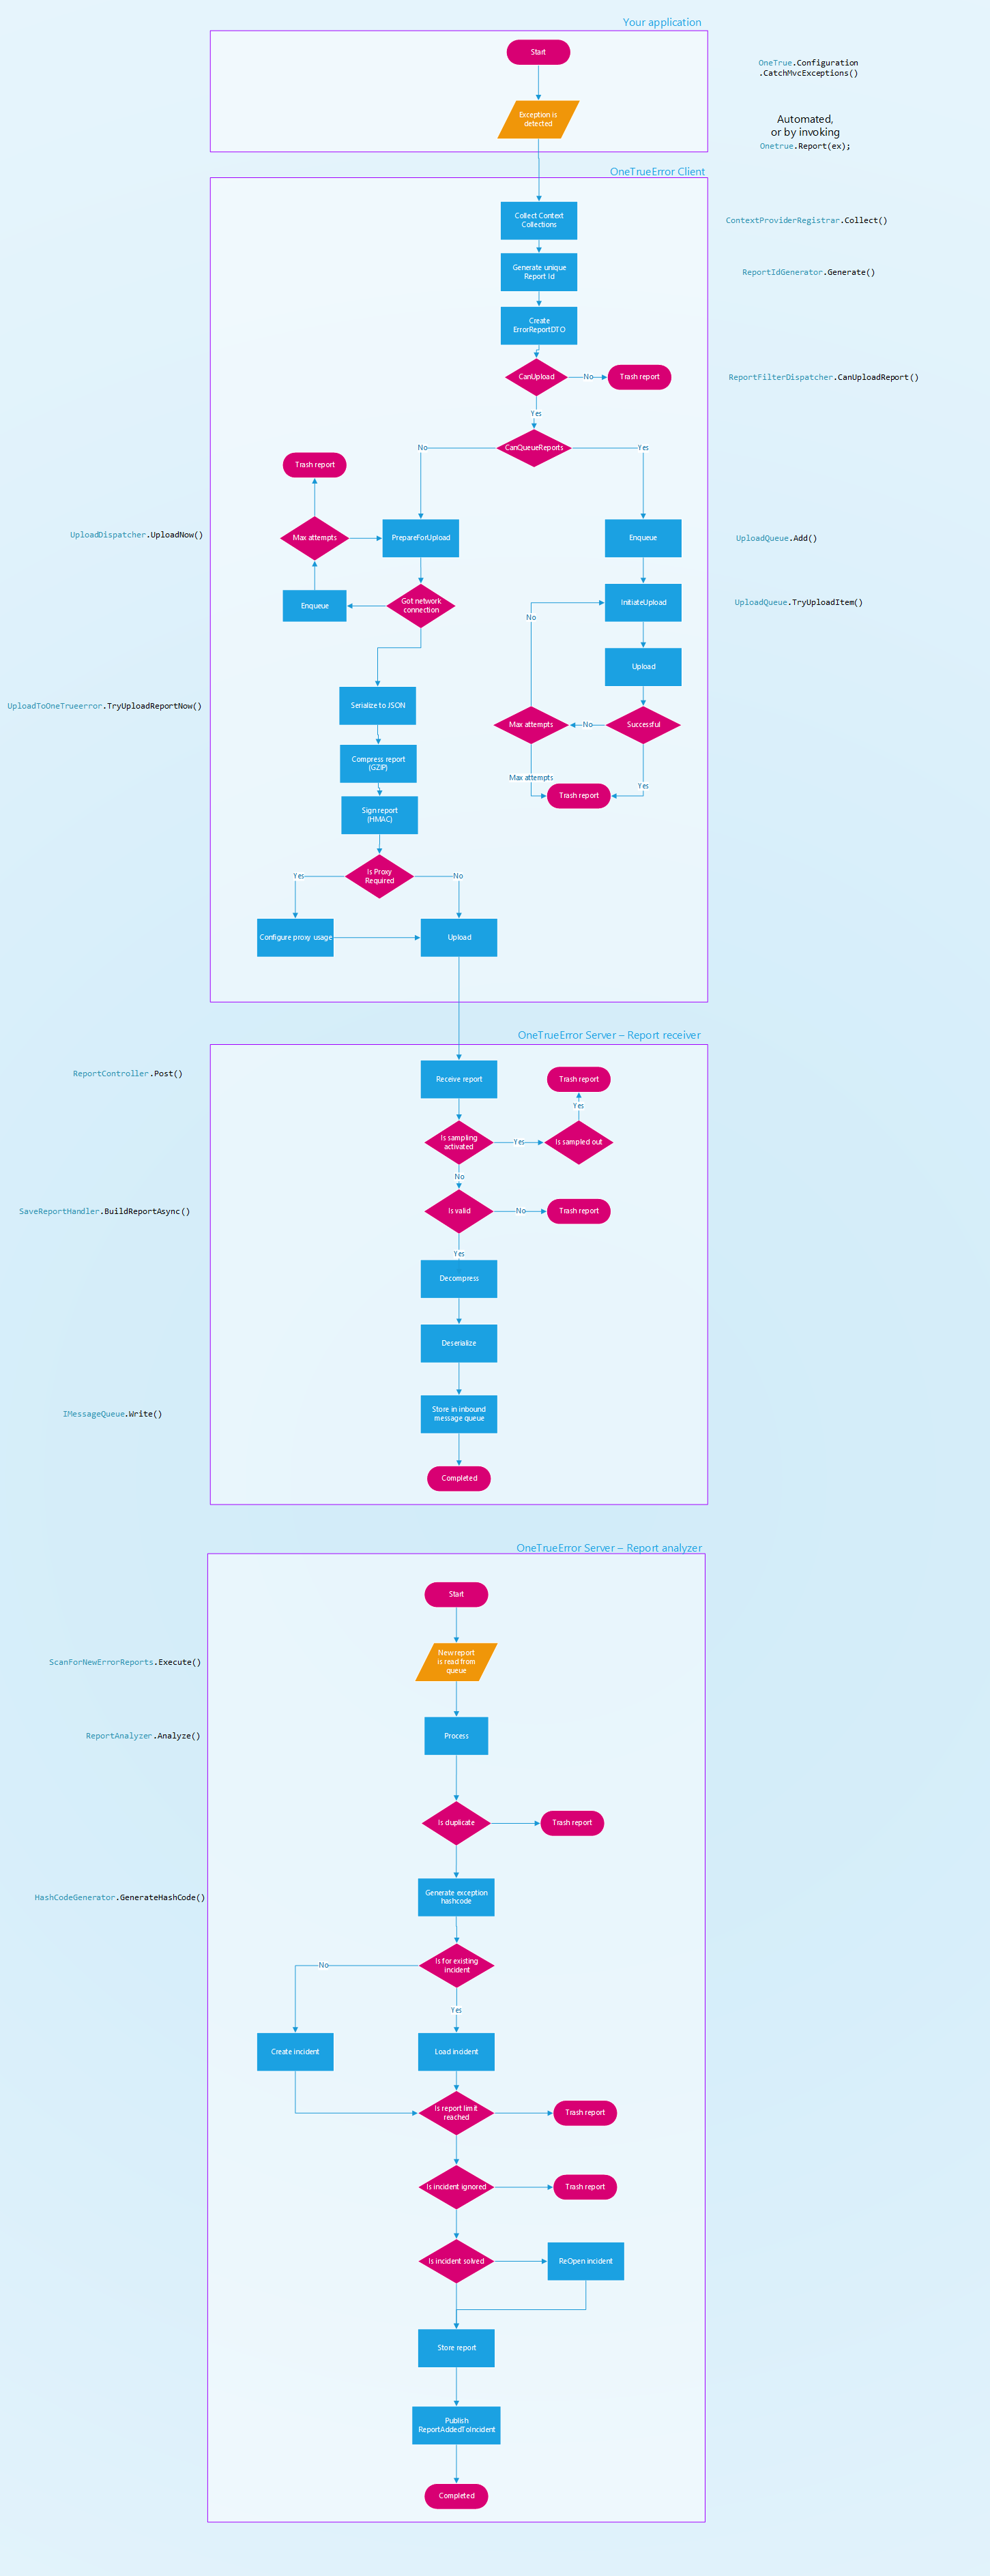 Your application
Start
OneTrue.Configuration
.CatchMvcExceptions()
Exception is
detected
Automated,
or by invoking
Onetrue.Report(ex);
OneTrueError Client
Collect Context
Collections
ContextProviderRegistrar.Collect()
Generate unique
Report Id
ReportIdGenerator.Generate()
Create
ErrorReportDTO
CanUpload
No
Trash report
ReportFilterDispatcher.CanUploadReport()
Yes
No
CanQueueReports
Yes
Trash report
UploadDispatcher.UploadNow()
Max attempts
PrepareForUpload
Enqueue
UploadQueue.Add()
Enqueue
Got network
connection
InitiateUpload
UploadQueue.TryUploadItem()
No
Upload
UploadToOneTrueerror.TryUploadReportNow()
Serialize to JSON
Max attempts
No
Successful
Compress report
(GZIP)
Max attempts
Yes
Trash report
Sign report
(HMAC)
Yes
Is Proxy
Required
No
Configure proxy usage
Upload
OneTrueError Server – Report receiver
ReportController.Post()
Receive report
Trash report
Yes
Is sampling
activated
Yes
Is sampled out
No
SaveReportHandler.BuildReportAsync()
Is valid
No
Trash report
Yes
Decompress
Deserialize
IMessageQueue.Write()
Store in inbound
message queue
Completed
OneTrueError Server – Report analyzer
Start
ScanForNewErrorReports.Execute()
New report
is read from
queue
ReportAnalyzer.Analyze()
Process
Is duplicate
Trash report
HashCodeGenerator.GenerateHashCode()
Generate exception
hashcode
No
Is for existing
incident
Yes
Create incident
Load incident
Is report limit
reached
Trash report
Is incident ignored
Trash report
Is incident solved
ReOpen incident
Store report
Publish
ReportAddedToIncident
Completed